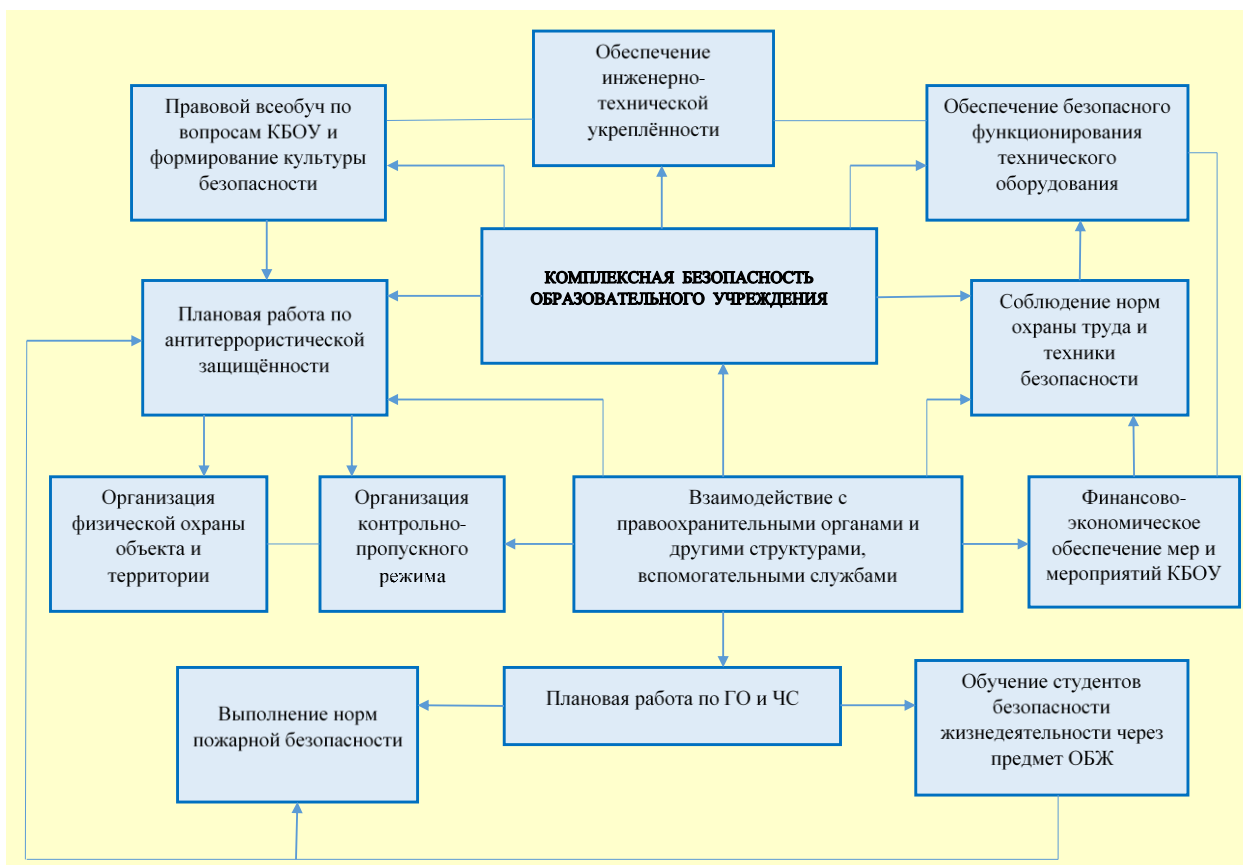 Обеспечение
инженерно-
технической
укреплённости
Правовой всеобуч по
вопросам КБОУ и
формирование культуры
безопасности
Обеспечение безопасного
функционирования
технического
оборудования
КОМПЛЕКСНАЯ БЕЗОПАСНОСТЬ
ОБРАЗОВАТЕЛЬНОГО УЧРЕЖДЕНИЯ
Плановая работа по
антитеррористической
защищённости
Соблюдение норм
охраны труда и
техники
безопасности
Организация
физической охраны
объекта и
территории
Организация
контрольно-
пропускного
режима
Взаимодействие с
правоохранительными органами и
другими структурами,
вспомогательными службами
Финансово-
экономическое
обеспечение мер и
мероприятий КБОУ
Выполнение норм
пожарной безопасности
Плановая работа по ГО и ЧС
Обучение студентов
безопасности
жизнедеятельности через
предмет ОБЖ